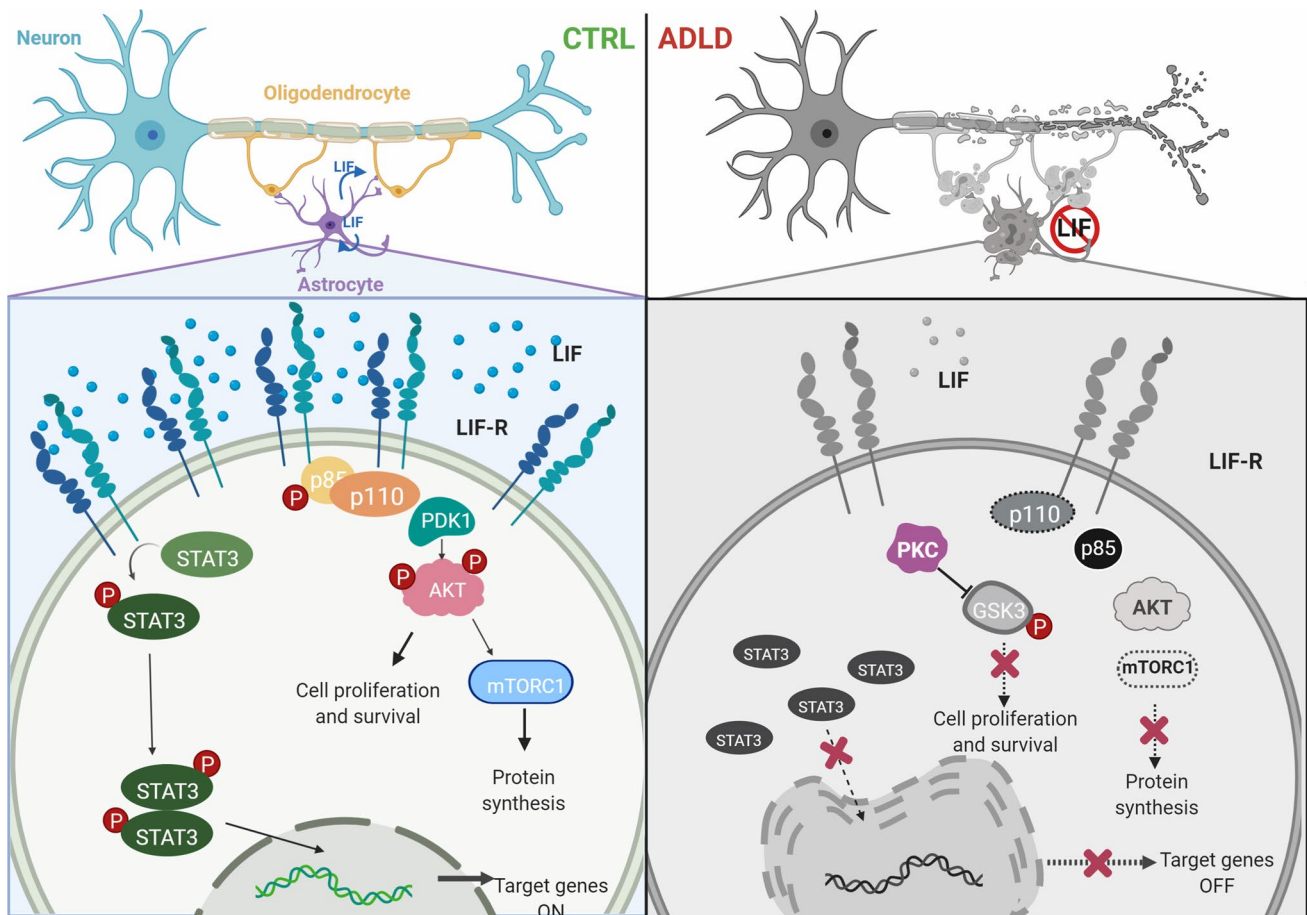 Neuron
CTRL
Oligodendrocyte
LIF
LIF
Astrocyte
LIF
LIF-R
p85
P
p110
PDK1
STAT3
P
P
AKT
P
STAT3
mTORC1
Cell proliferation
and survival
Protein
synthesis
P
STAT3
P
STAT3
Target genes
ON
ADLD
LIF
LIF
LIF-R
p110
p85
PKC
GSK3
P
AKT
mTORC1
STAT3
STAT3
STAT3
STAT3
Cell proliferation
and survival
Protein
synthesis
Target genes
OFF